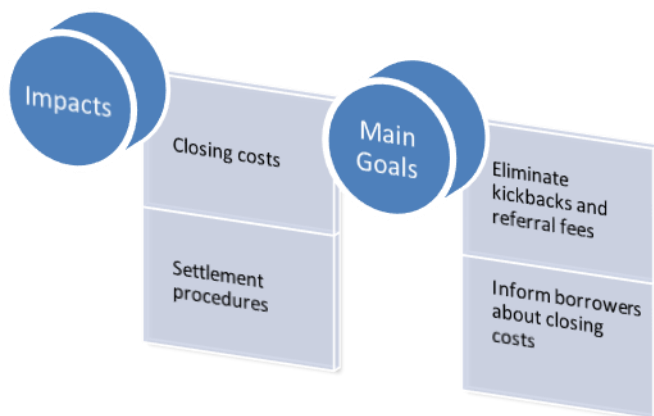 Impacts
Closing costs
Settlement
procedures
Main
Goals
Eliminate
kickbacks and
referral fees
Inform borrowers
about closing
costs